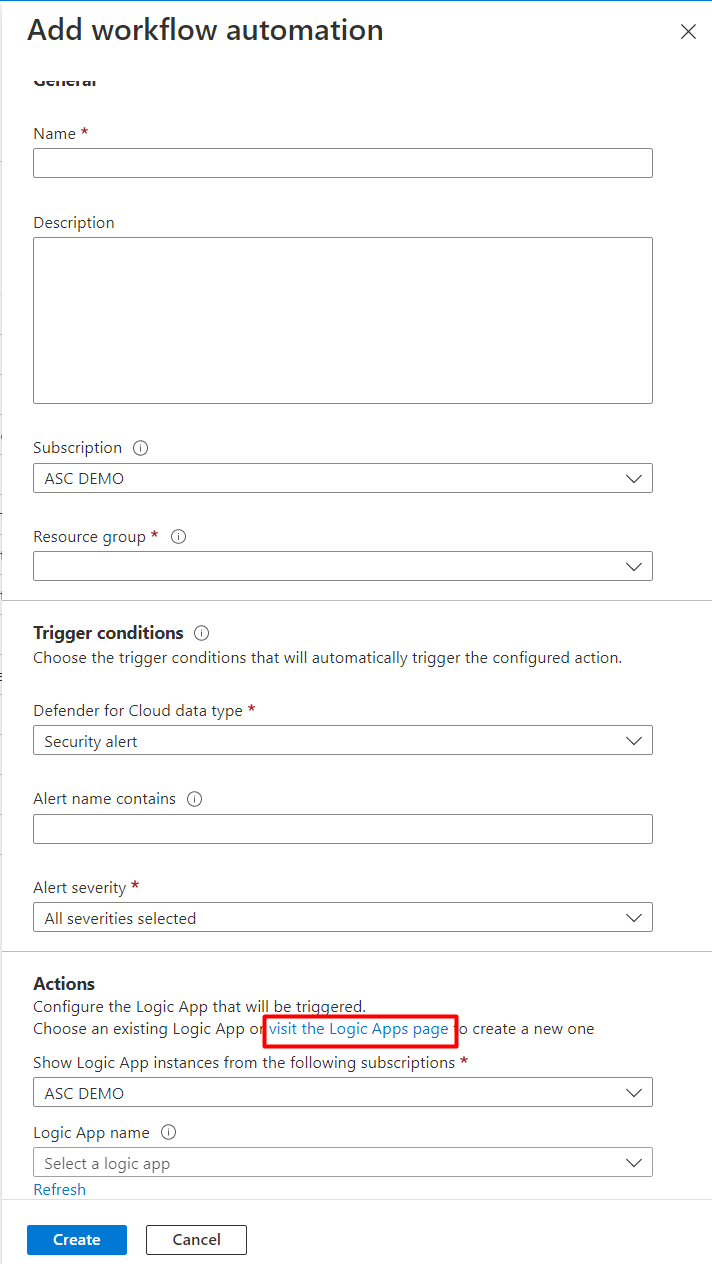 Add workflow automation
General
Name *
Description
Subscription
ASC DEMO
Resource group *
Trigger conditions
Choose the trigger conditions that will automatically trigger the configured action.
Defender for Cloud data type *
Security alert
Alert name contains
Alert severity *
All severities selected
Actions
Configure the Logic App that will be triggered.
Choose an existing Logic App or visit the Logic Apps page to create a new one
Show Logic App instances from the following subscriptions *
ASC DEMO
Logic App name
Select a logic app
Refresh
Create Cancel